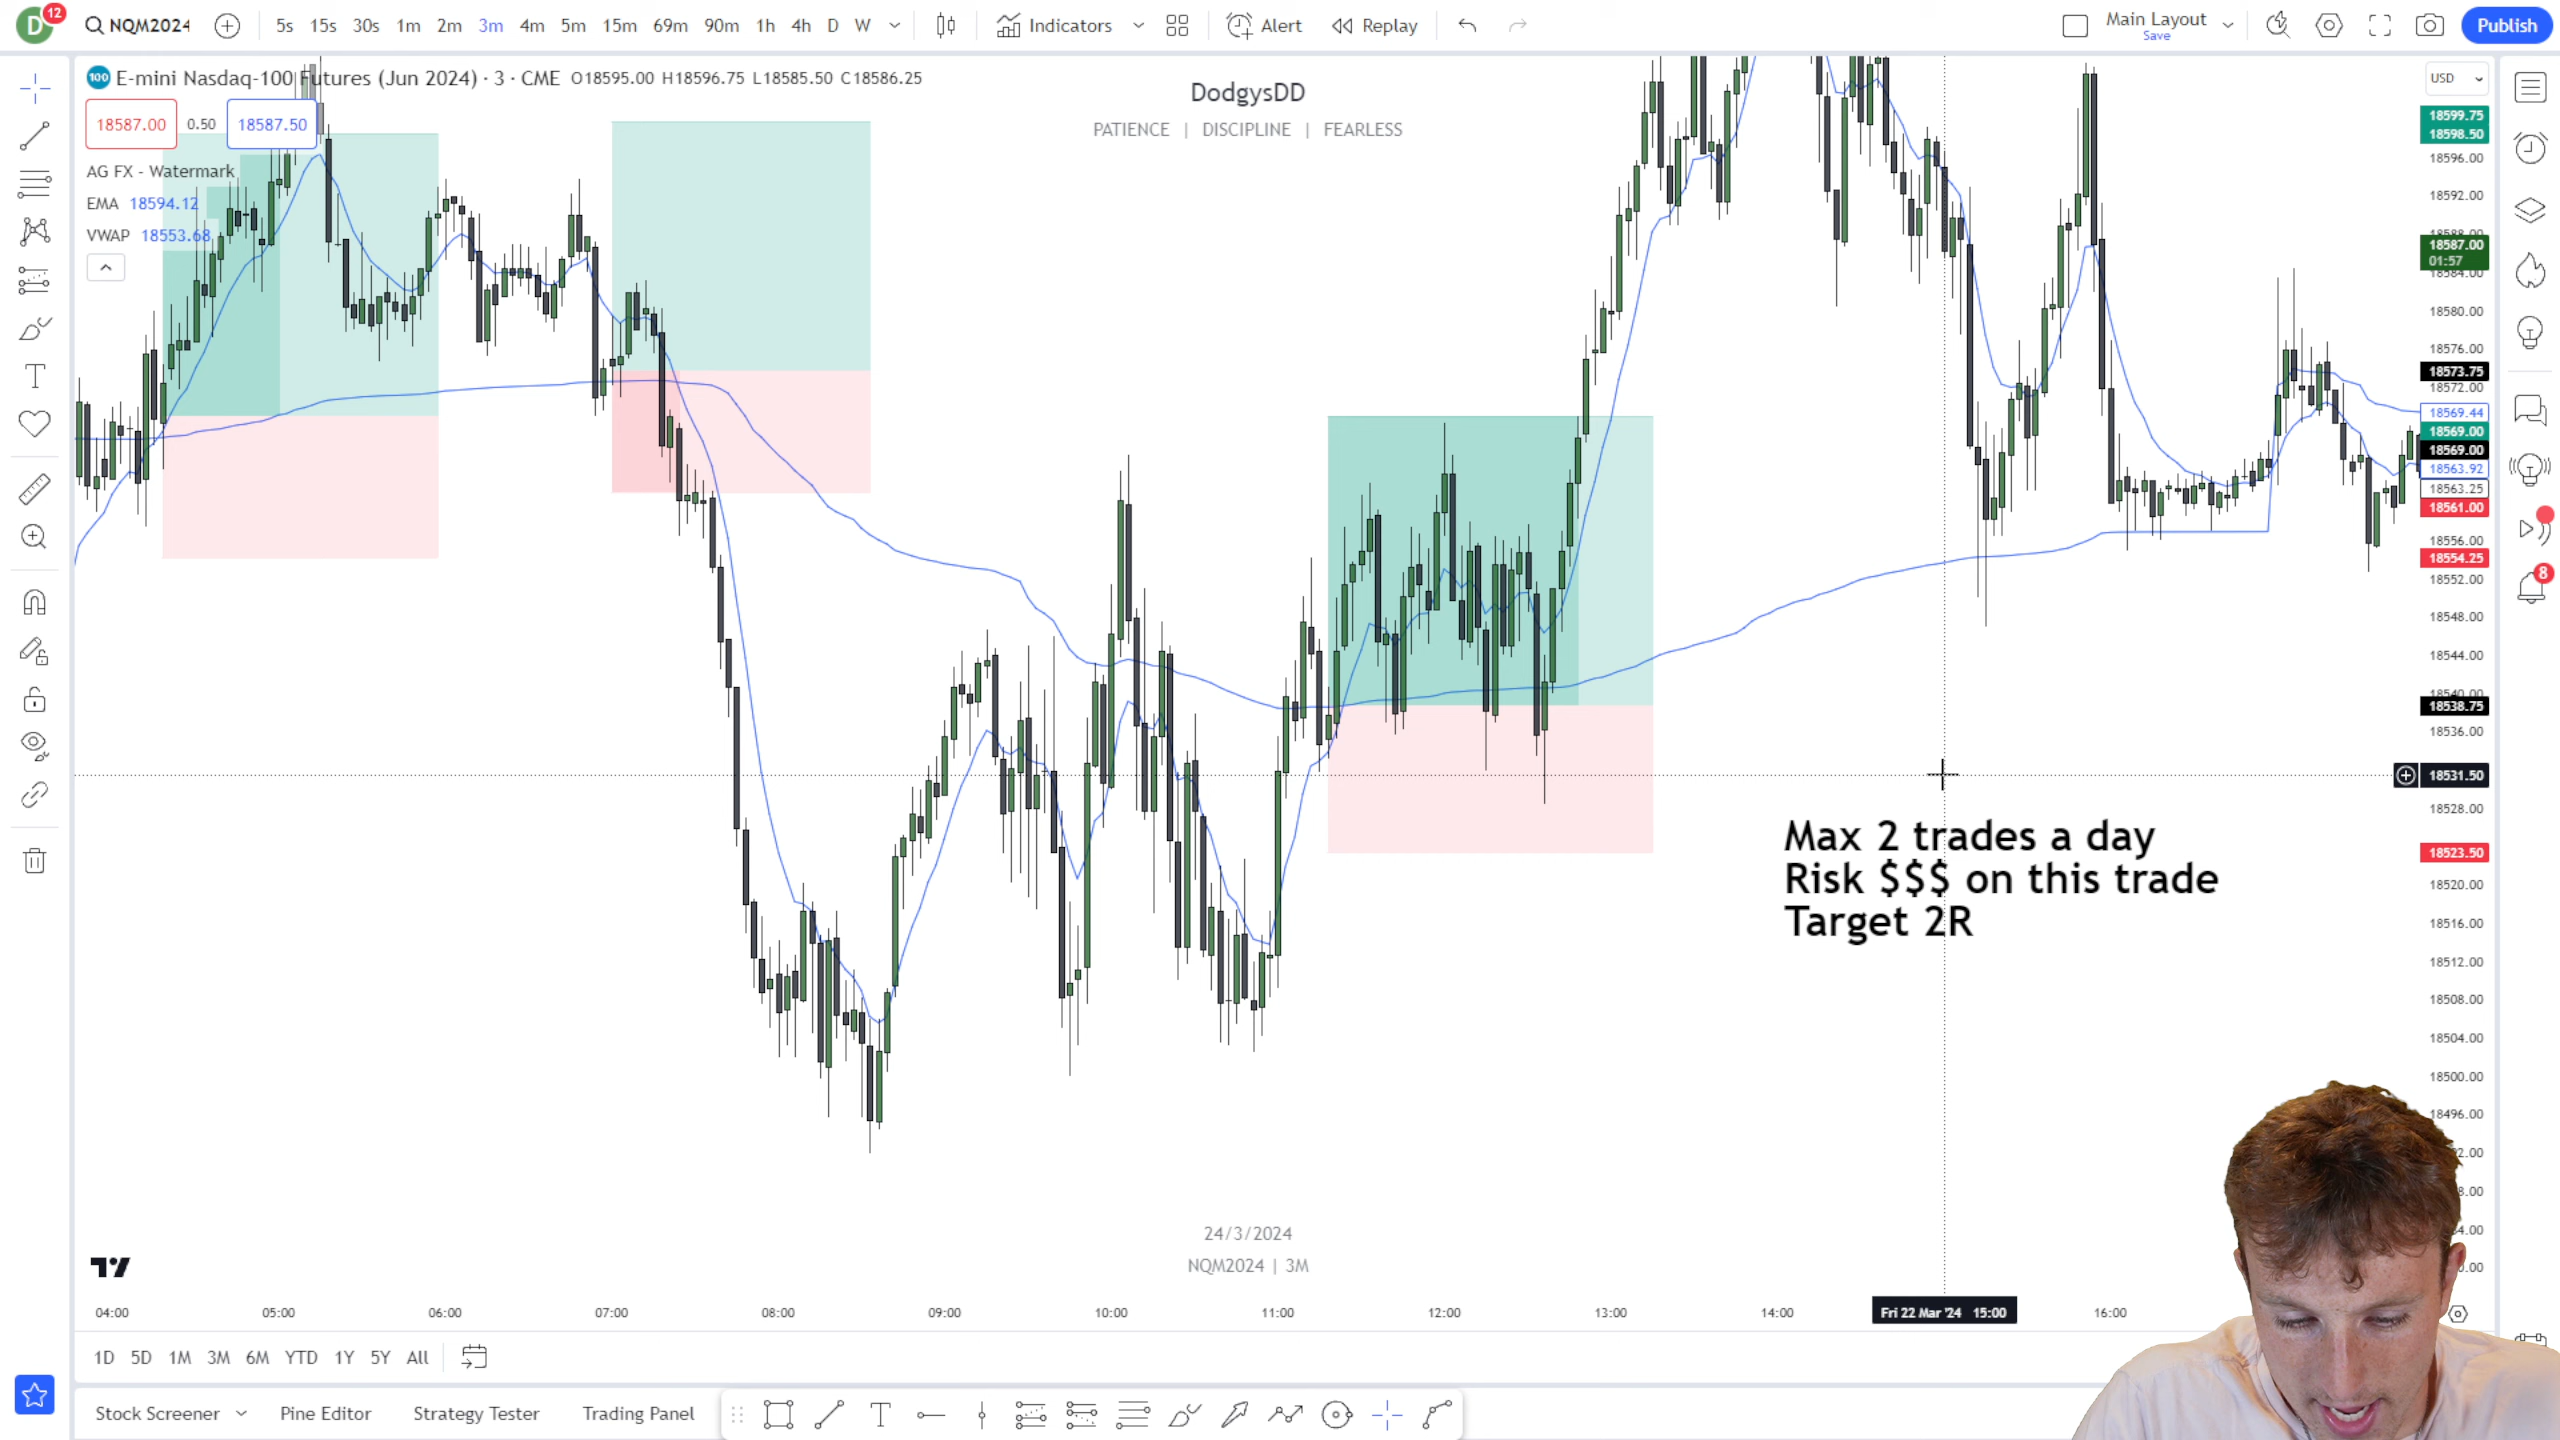 D 12 NQM2024 5s 15s 30s 1m 2m 3m 4m 5m 15m 69m 90m 1h 4h D W Indicators Alert Replay Main Layout Save Publish
100 E-mini Nasdaq-100 Futures (Jun 2024) · 3 · CME O18595.00 H18596.75 L18585.50 C18586.25
USD
18587.00 0.50 18587.50
AG FX - Watermark
EMA 18594.12
VWAP 18553.68
DodgysDD
PATIENCE | DISCIPLINE | FEARLESS
18599.75
18598.50
18596.00
18592.00
18588.00
18587.00
01:57
18584.00
18580.00
18576.00
18573.75
18572.00
18569.44
18569.00
18569.00
18563.92
18563.25
18561.00
18556.00
18554.25
18552.00
18548.00
18544.00
18540.00
18538.75
18536.00
18531.50
18528.00
18523.50
18520.00
18516.00
18512.00
18508.00
18504.00
18500.00
18496.00
8
Max 2 trades a day
Risk $$$ on this trade
Target 2R
24/3/2024
NQM2024 | 3M
04:00 05:00 06:00 07:00 08:00 09:00 10:00 11:00 12:00 13:00 14:00 Fri 22 Mar '24 15:00 16:00
1D 5D 1M 3M 6M YTD 1Y 5Y All
Stock Screener Pine Editor Strategy Tester Trading Panel